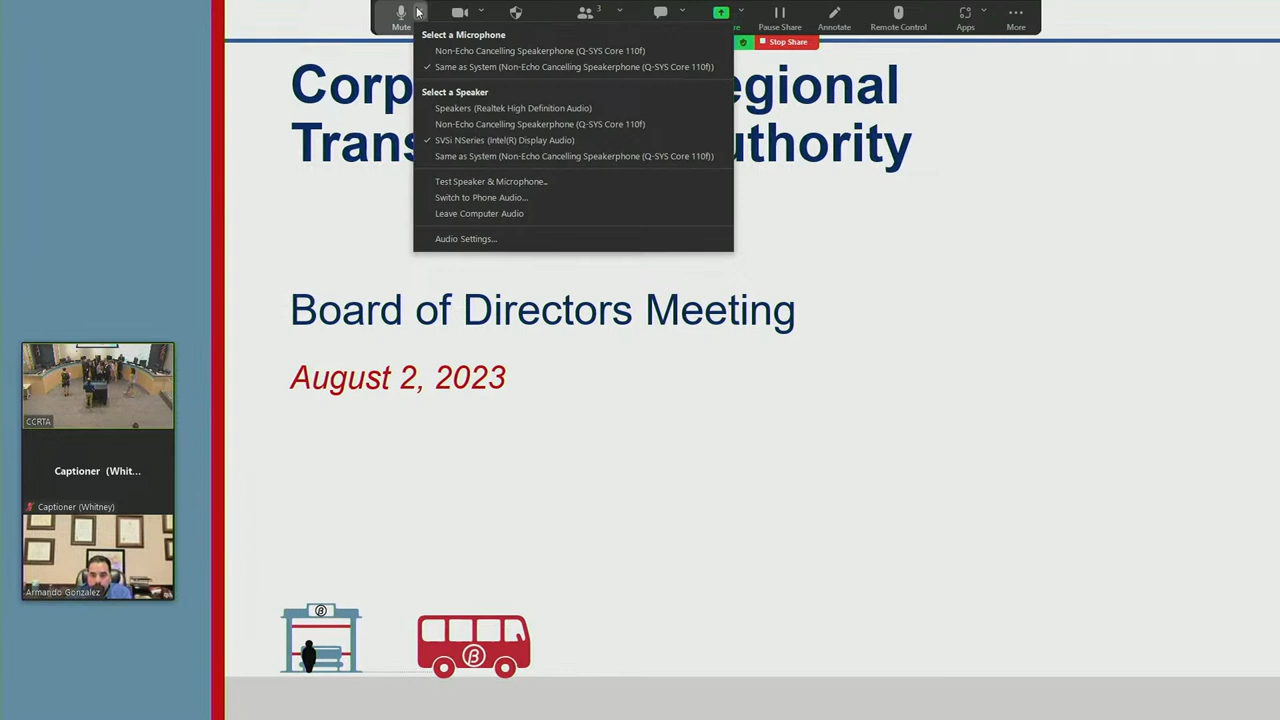 Mute
3
re
Pause Share
Annotate
Remote Control
Apps
More
Stop Share
Select a Microphone
Non-Echo Cancelling Speakerphone (Q-SYS Core 110f)
Same as System (Non-Echo Cancelling Speakerphone (Q-SYS Core 110f))
Select a Speaker
Speakers (Realtek High Definition Audio)
Non-Echo Cancelling Speakerphone (Q-SYS Core 110f)
SVSi NSeries (Intel(R) Display Audio)
Same as System (Non-Echo Cancelling Speakerphone (Q-SYS Core 110f))
Test Speaker & Microphone...
Switch to Phone Audio...
Leave Computer Audio
Audio Settings...
Corp egional
Trans uthority
Board of Directors Meeting
August 2, 2023
CCRTA
Captioner (Whit...
Captioner (Whitney)
Armando Gonzalez